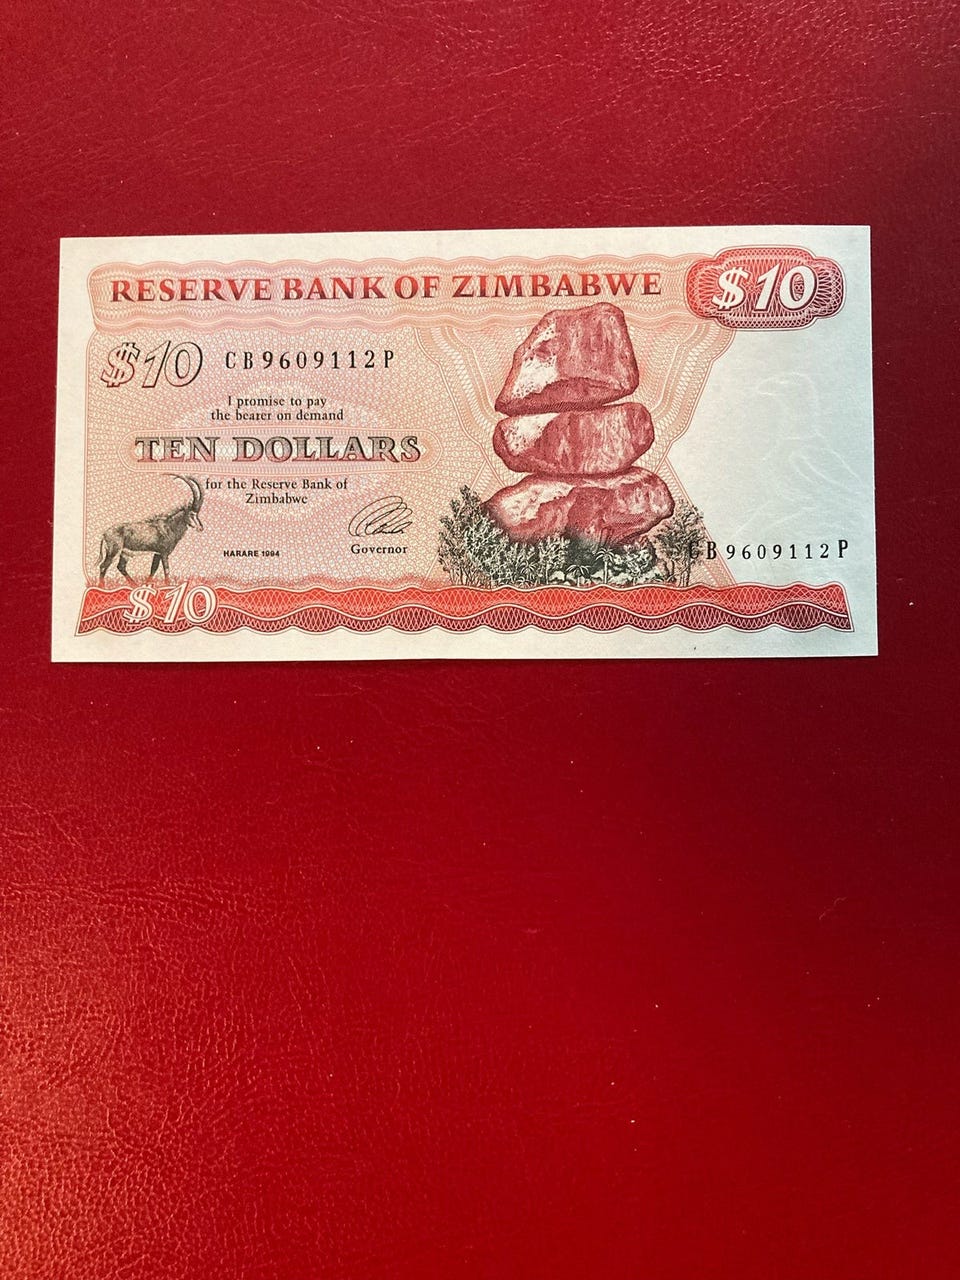 RESERVE BANK OF ZIMBABWE
$10
$10
CB9609112P
I promise to pay
the bearer on demand
TEN DOLLARS
for the Reserve Bank of
Zimbabwe
HARARE 1994
Governor
CB9609112P
$10